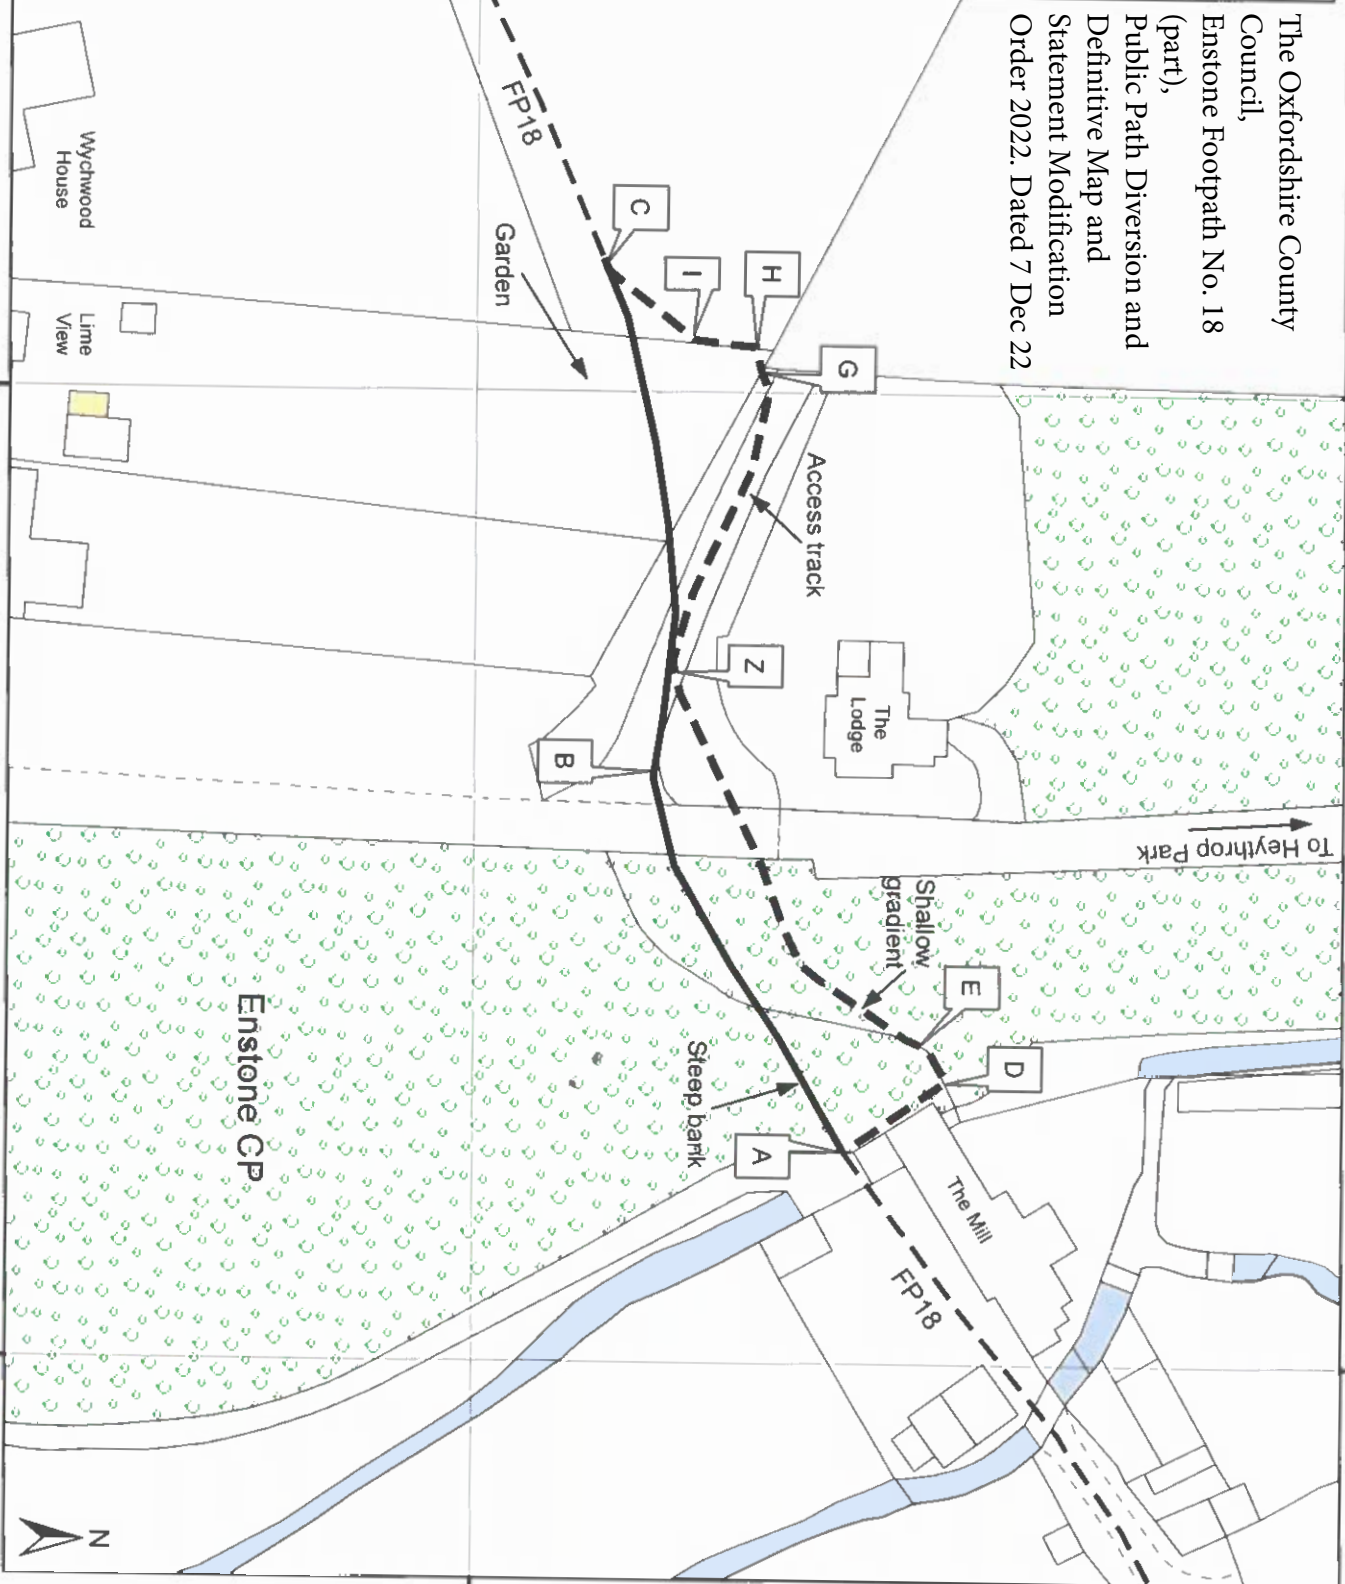 The Oxfordshire County
Council,
Enstone Footpath No. 18
(part),
Public Path Diversion and
Definitive Map and
Statement Modification
Order 2022. Dated 7 Dec 22
FP18
Wychwood
House
C
I
H
G
Garden
Lime
View
Access track
Z
The
Lodge
B
To Heythrop Park
Shallow
gradient
E
D
Steep bank
A
Enstone CP
The Mill
FP18
N